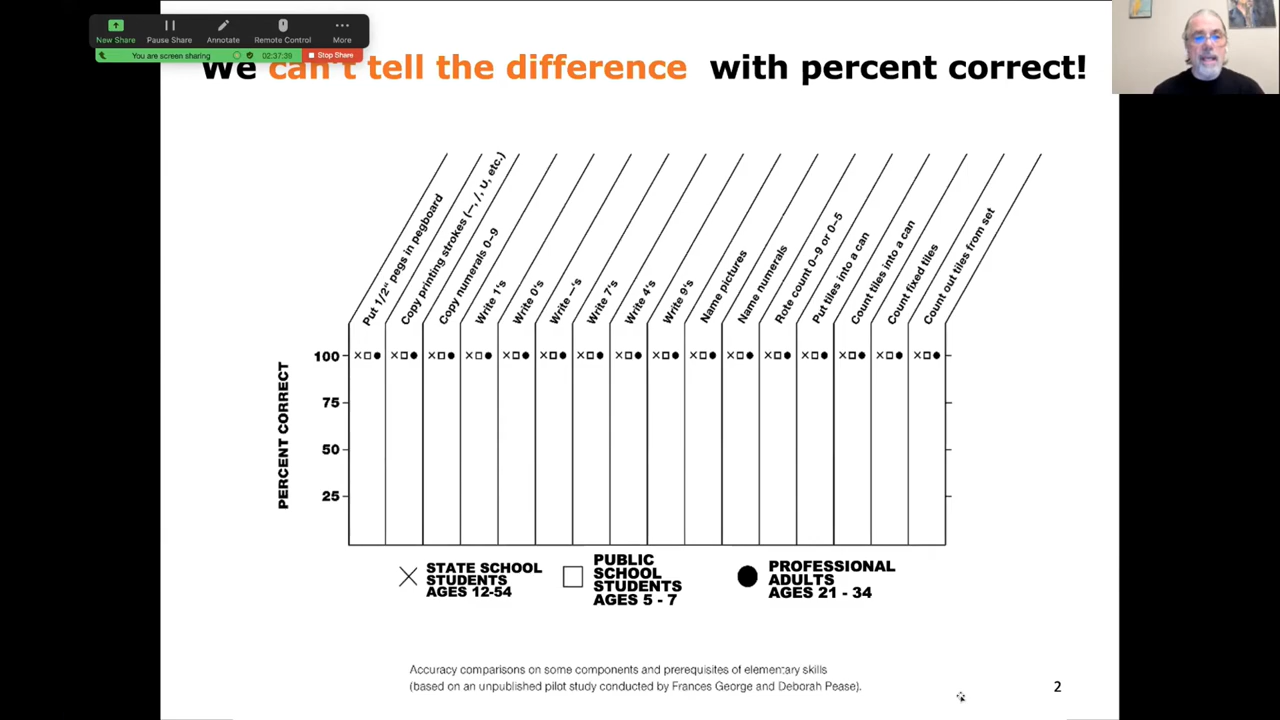 New Share
Pause Share
Annotate
Remote Control
More
You are screen sharing
02:37:39
Stop Share
We can't tell the difference with percent correct!
Put 1/2" pegs in pegboard
Copy printing strokes (–, /, U, etc.)
Copy numerals 0–9
Write 1's
Write 0's
Write –'s
Write 7's
Write 4's
Write 9's
Name pictures
Name numerals
Rote count 0–9 or 0–5
Put tiles into a can
Count tiles into a can
Count fixed tiles
Count out tiles from set
PERCENT CORRECT
100
75
50
25
STATE SCHOOL
STUDENTS
AGES 12-54
PUBLIC
SCHOOL
STUDENTS
AGES 5 - 7
PROFESSIONAL
ADULTS
AGES 21 - 34
Accuracy comparisons on some components and prerequisites of elementary skills
(based on an unpublished pilot study conducted by Frances George and Deborah Pease).
2